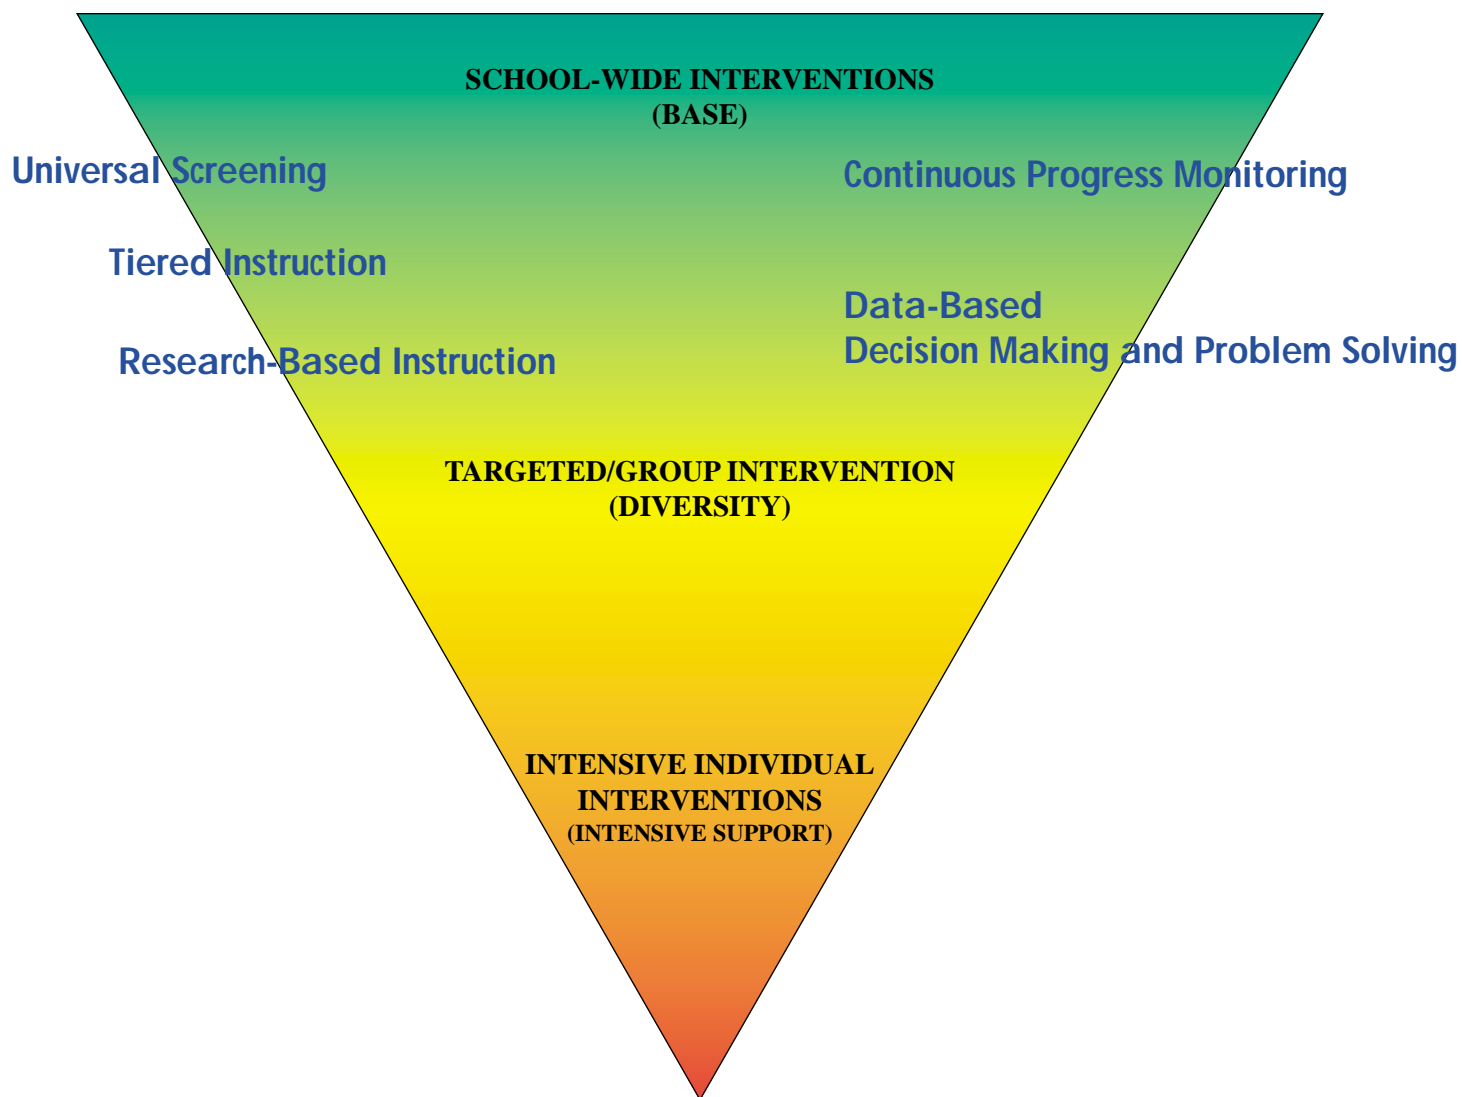 SCHOOL-WIDE INTERVENTIONS
(BASE)
Universal Screening
Continuous Progress Monitoring
Tiered Instruction
Data-Based
Decision Making and Problem Solving
Research-Based Instruction
TARGETED/GROUP INTERVENTION
(DIVERSITY)
INTENSIVE INDIVIDUAL
INTERVENTIONS
(INTENSIVE SUPPORT)